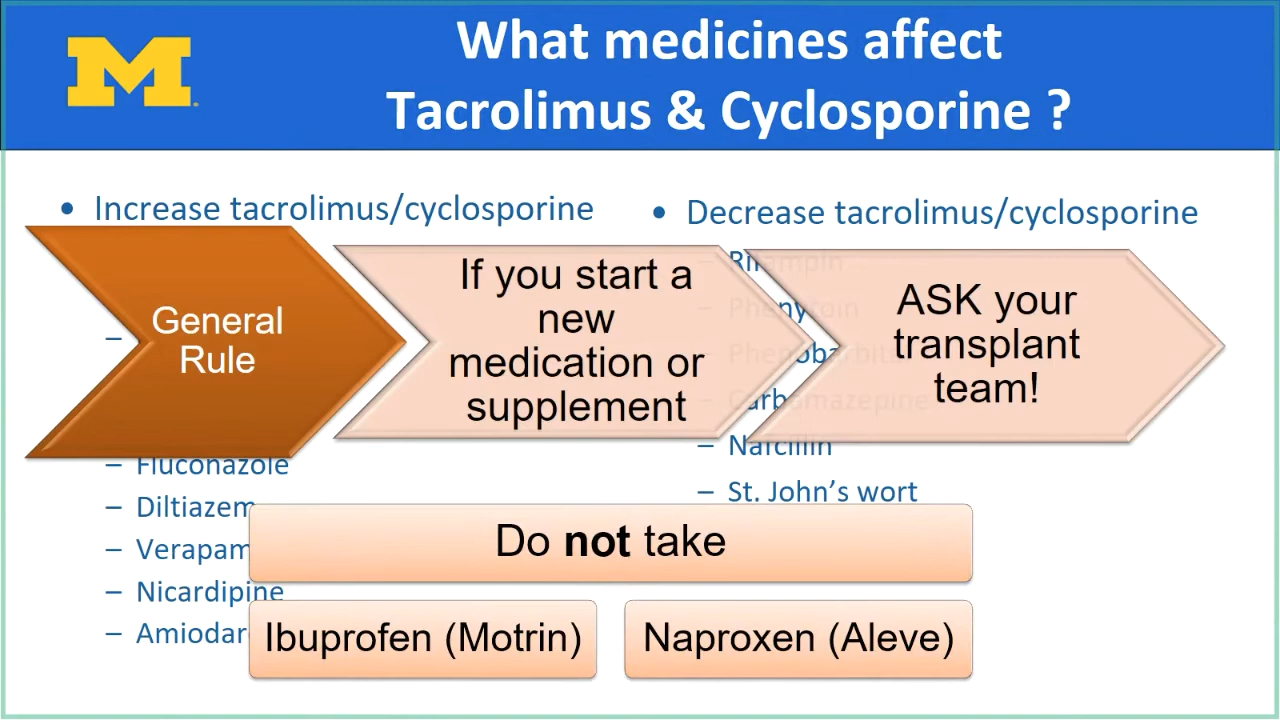 M
What medicines affect
Tacrolimus & Cyclosporine ?
• Increase tacrolimus/cyclosporine
–
– Fluconazole
– Diltiazem
– Verapam
– Nicardipine
– Amiodar
• Decrease tacrolimus/cyclosporine
– Rifampin
– Phenytoin
– Phenobarbital
– Carbamazepine
– Nafcillin
– St. John’s wort
General
Rule
If you start a
new
medication or
supplement
ASK your
transplant
team!
Do not take
Ibuprofen (Motrin)
Naproxen (Aleve)